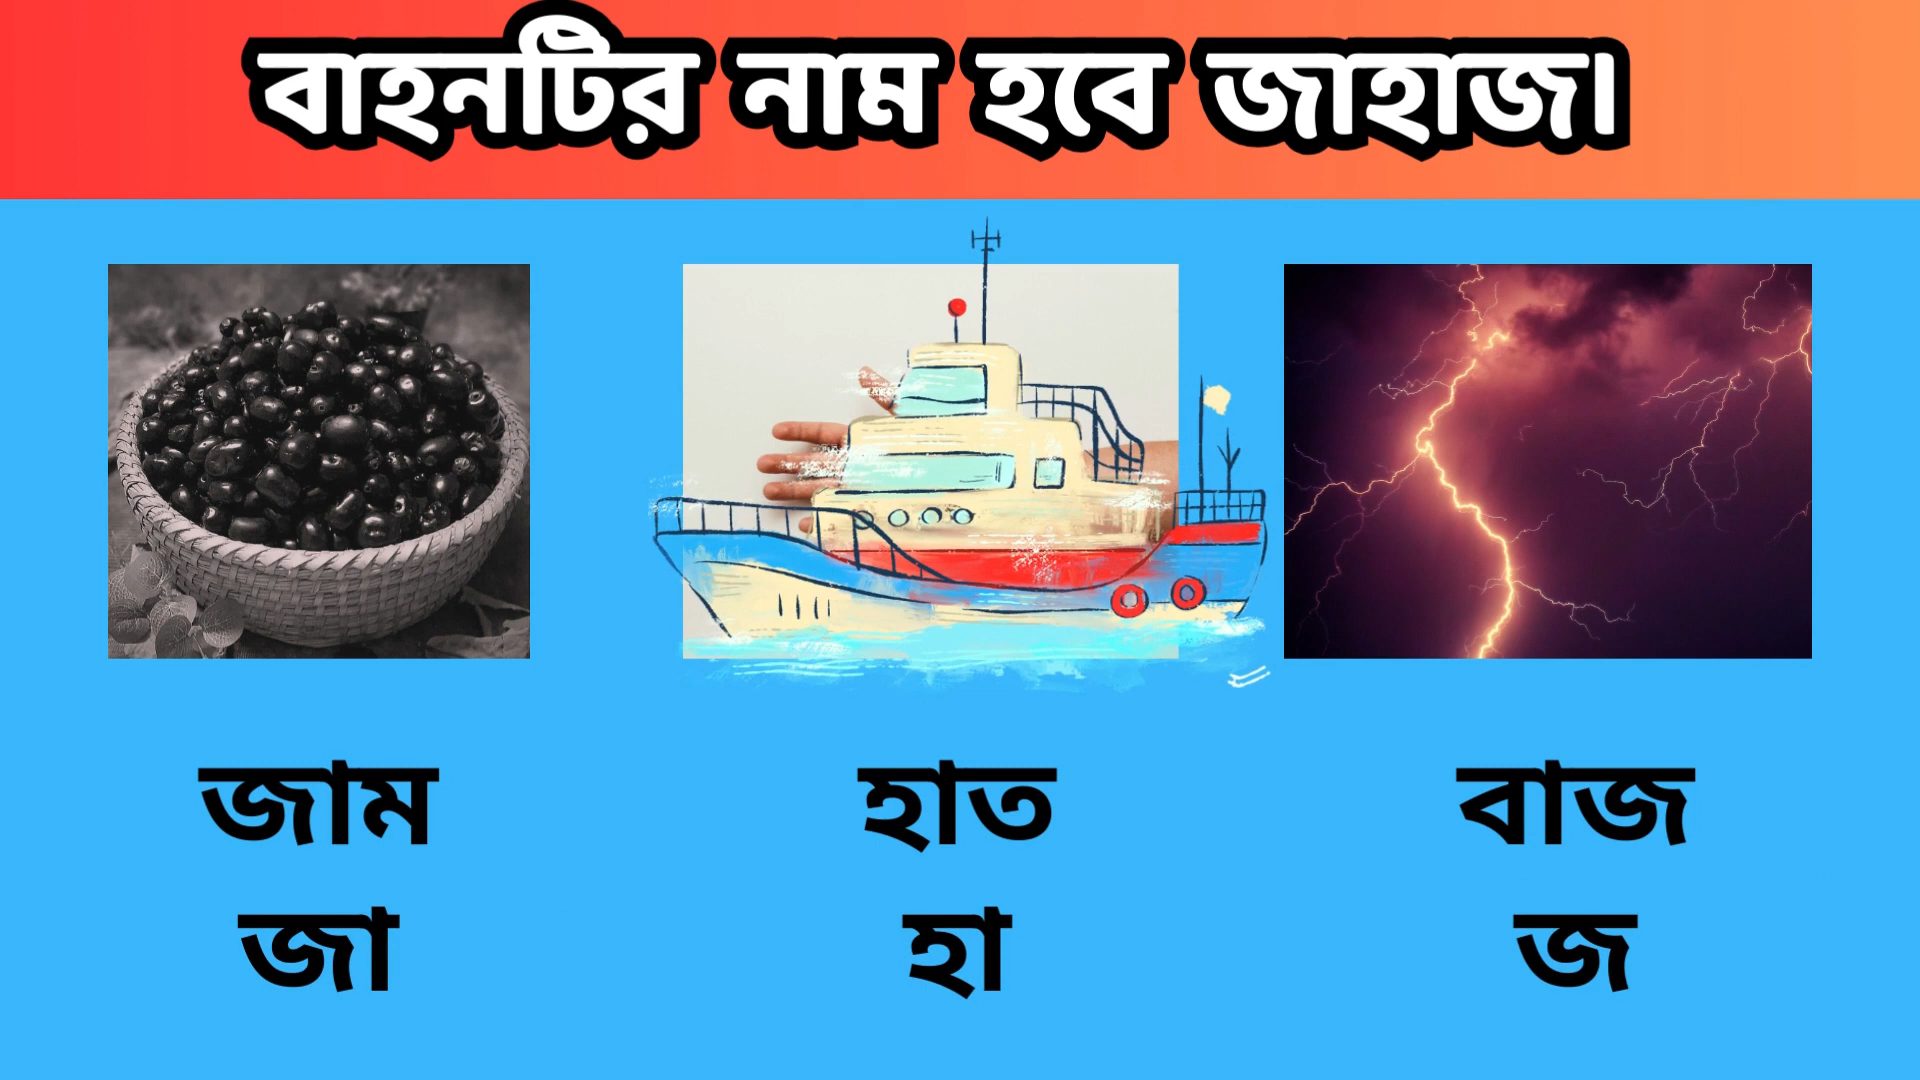 বাহনটির নাম হবে জাহাজ।
জাম
হাত
বাজ
জা
হা
জ